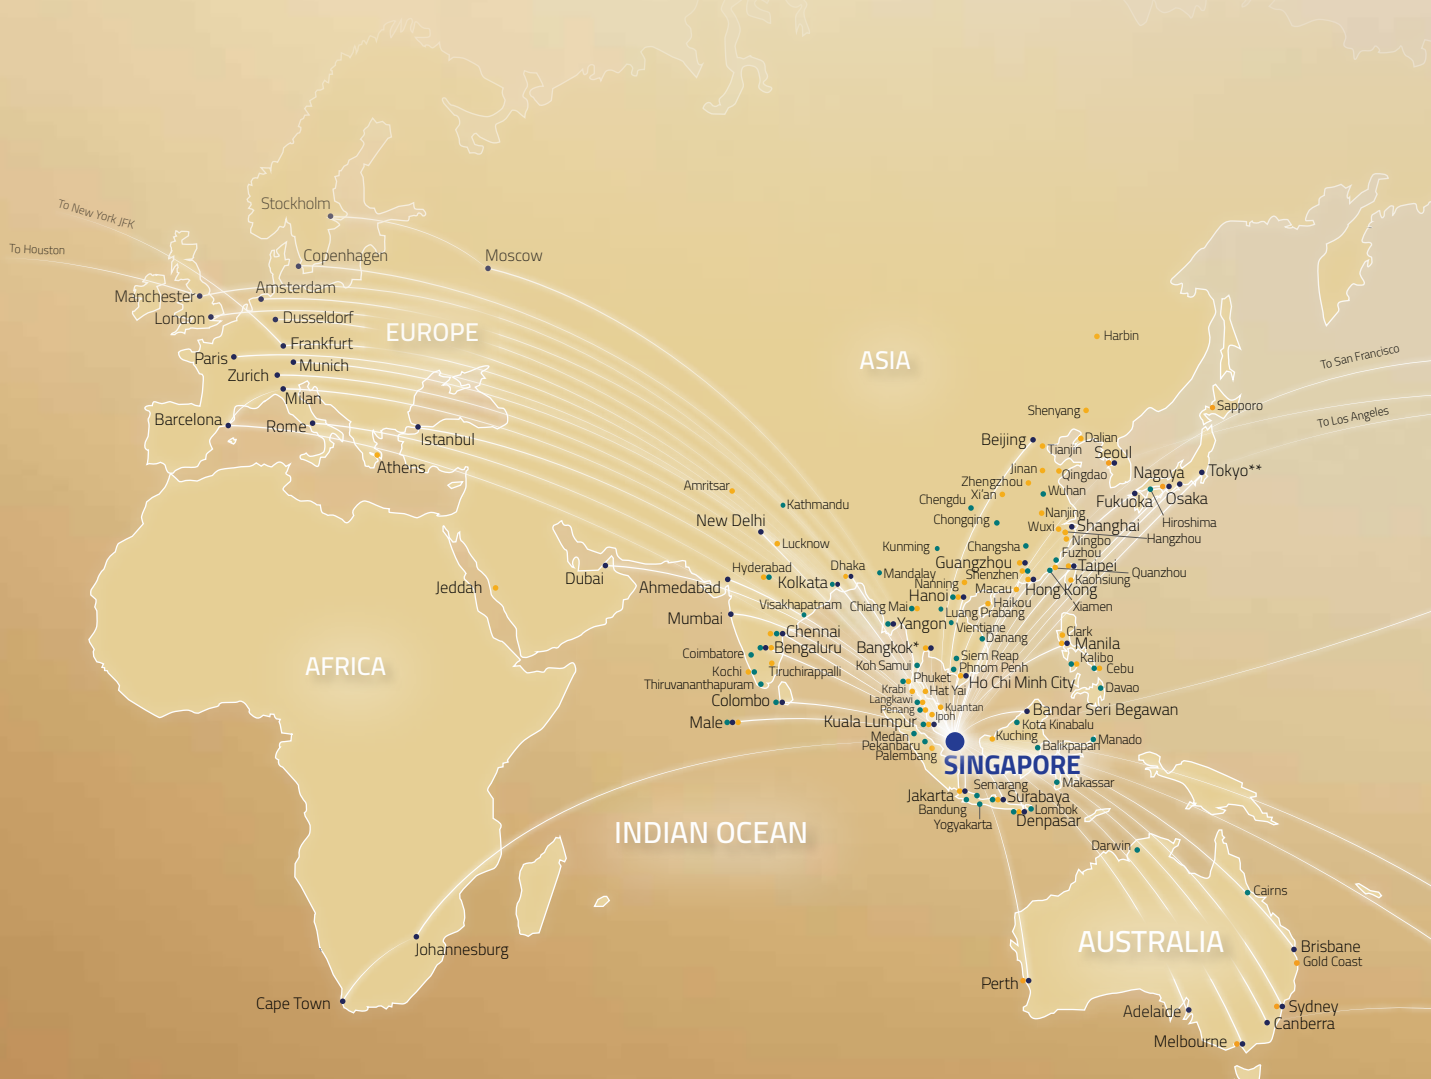 Stockholm
To New York JFK
To Houston
Copenhagen
Moscow
Amsterdam
Manchester
London
Dusseldorf
EUROPE
Frankfurt
Paris
Munich
Zurich
Milan
Barcelona
Rome
Istanbul
Athens
ASIA
Harbin
To San Francisco
To Los Angeles
Shenyang
Sapporo
Beijing
Dalian
Tianjin
Seoul
Jinan
Qingdao
Nagoya
Tokyo**
Zhengzhou
Xi'an
Wuhan
Fukuoka
Osaka
Chengdu
Chongqing
Nanjing
Wuxi
Shanghai
Hiroshima
Hangzhou
Ningbo
Amritsar
Kathmandu
New Delhi
Lucknow
Kunming
Changsha
Fuzhou
Guangzhou
Taipei
Shenzhen
Quanzhou
Kaohsiung
Hyderabad
Dhaka
Mandalay
Nanning
Macau
Hong Kong
Kolkata
Ahmedabad
Dubai
Jeddah
Hanoi
Haikou
Xiamen
Visakhapatnam
Chiang Mai
Luang Prabang
Mumbai
Yangon
Vientiane
Danang
Clark
Manila
Chennai
Bengaluru
Bangkok*
Coimbatore
Koh Samui
Siem Reap
Phnom Penh
Kalibo
Cebu
AFRICA
Kochi
Tiruchirappalli
Phuket
Ho Chi Minh City
Thiruvananthapuram
Krabi
Hat Yai
Davao
Colombo
Langkawi
Penang
Kuantan
Ipoh
Bandar Seri Begawan
Male
Kuala Lumpur
Kota Kinabalu
Medan
Kuching
Manado
Pekanbaru
Balikpapan
Palembang
SINGAPORE
Semarang
Makassar
Jakarta
Surabaya
Bandung
Lombok
Yogyakarta
Denpasar
INDIAN OCEAN
Darwin
Cairns
AUSTRALIA
Johannesburg
Brisbane
Gold Coast
Perth
Cape Town
Adelaide
Sydney
Canberra
Melbourne